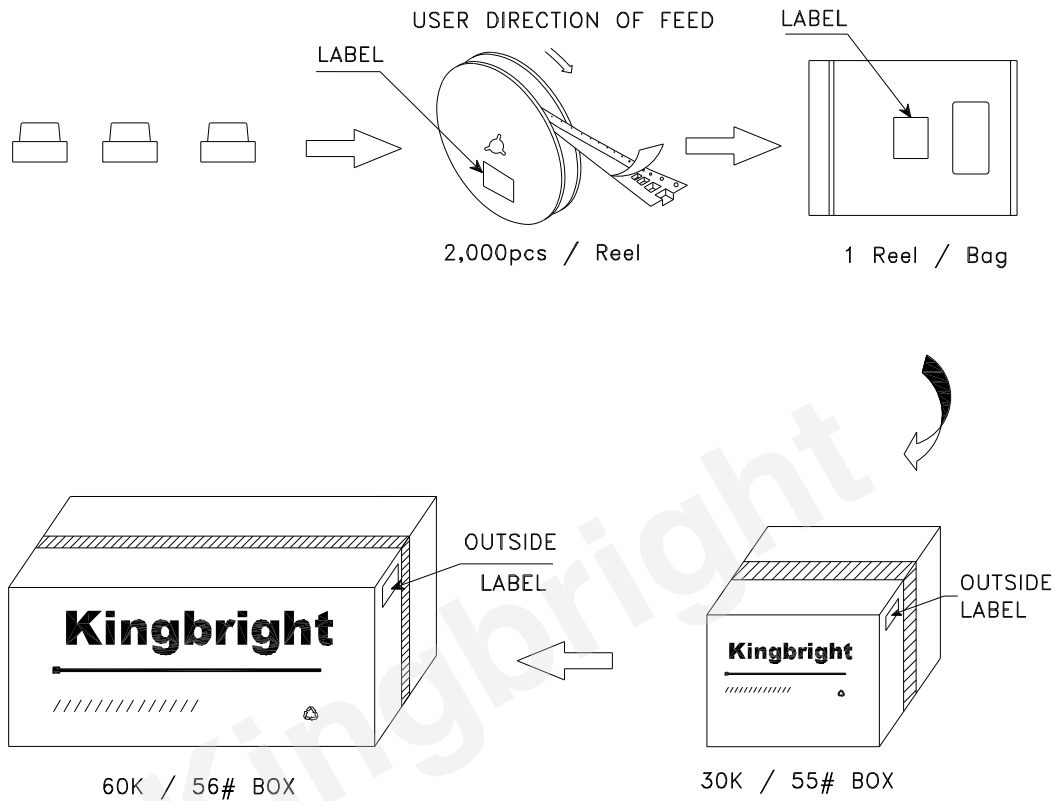 USER DIRECTION OF FEED
LABEL
LABEL
2,000pcs / Reel
1 Reel / Bag
OUTSIDE
LABEL
OUTSIDE
LABEL
Kingbright
Kingbright
60K / 56# BOX
30K / 55# BOX
Kingbright